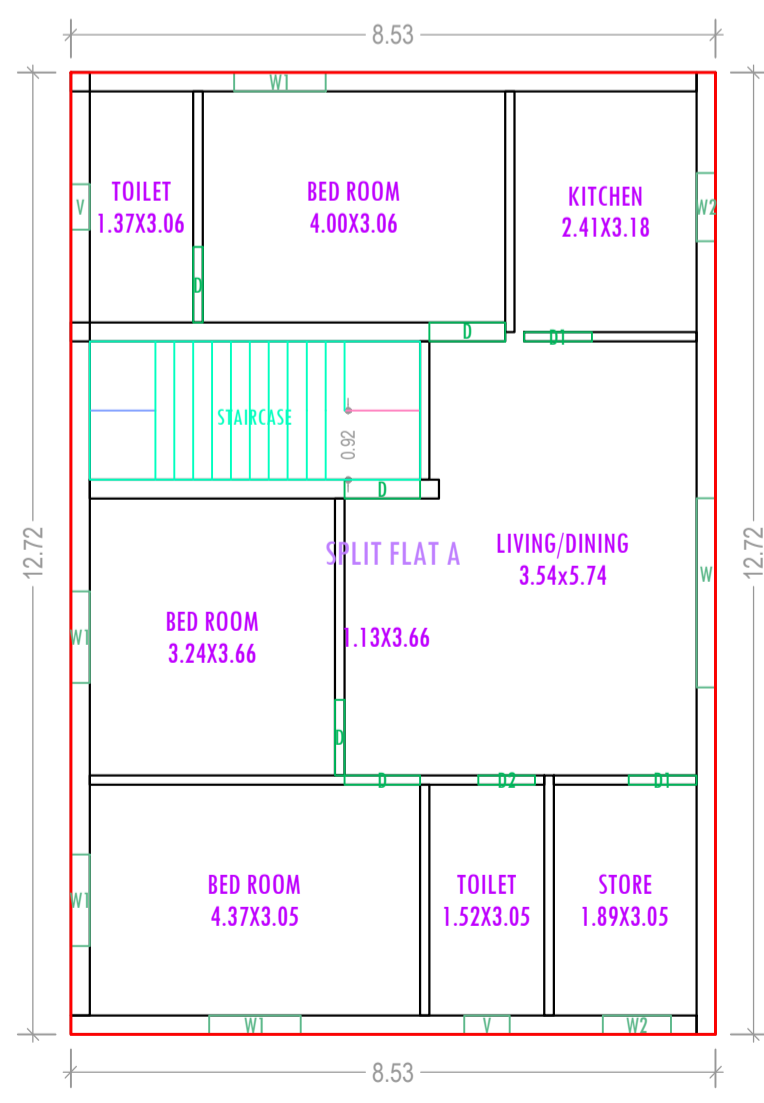 8.53
W1
TOILET
1.37X3.06
BED ROOM
4.00X3.06
KITCHEN
2.41X3.18
V
W2
D
D
D1
STAIRCASE
0.92
D
12.72
12.72
SPLIT FLAT A
LIVING/DINING
3.54x5.74
W
BED ROOM
3.24X3.66
W1
1.13X3.66
D
D
D2
D1
BED ROOM
4.37X3.05
TOILET
1.52X3.05
STORE
1.89X3.05
W1
W1
V
W2
8.53